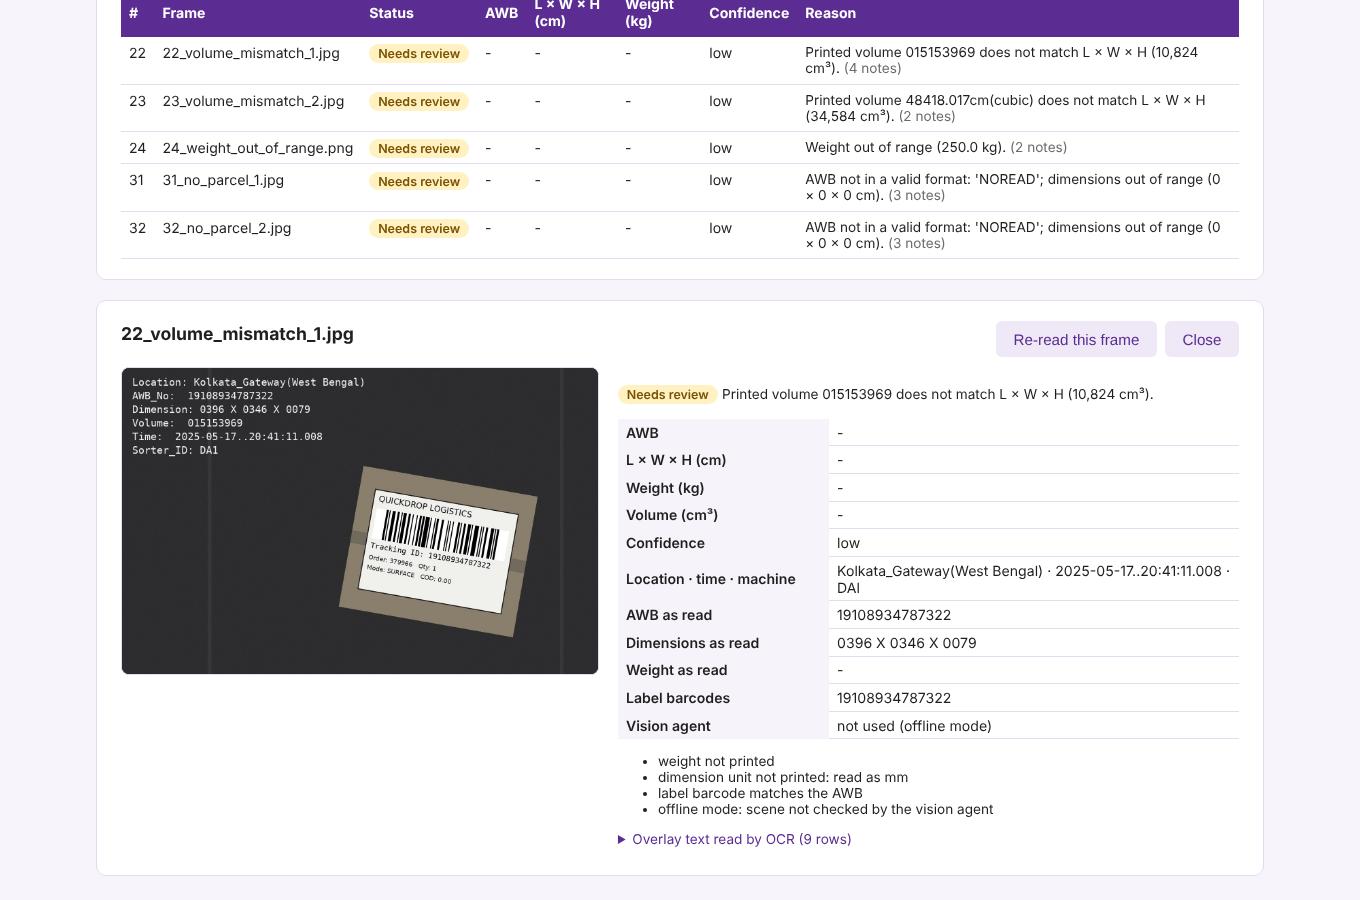 # Frame Status AWB L × W × H (cm) Weight (kg) Confidence Reason
22 22_volume_mismatch_1.jpg Needs review - - - low Printed volume 015153969 does not match L × W × H (10,824
cm³). (4 notes)
23 23_volume_mismatch_2.jpg Needs review - - - low Printed volume 48418.017cm(cubic) does not match L × W × H
(34,584 cm³). (2 notes)
24 24_weight_out_of_range.png Needs review - - - low Weight out of range (250.0 kg). (2 notes)
31 31_no_parcel_1.jpg Needs review - - - low AWB not in a valid format: 'NOREAD'; dimensions out of range (0
× 0 × 0 cm). (3 notes)
32 32_no_parcel_2.jpg Needs review - - - low AWB not in a valid format: 'NOREAD'; dimensions out of range (0
× 0 × 0 cm). (3 notes)
22_volume_mismatch_1.jpg
Re-read this frame Close
Location: Kolkata_Gateway(West Bengal)
AWB_No: 19108934787322
Dimension: 0396 X 0346 X 0079
Volume: 015153969
Time: 2025-05-17..20:41:11.008
Sorter_ID: DA1
QUICKDROP LOGISTICS
Tracking ID: 19108934787322
Order: 379966 Qty: 1
Mode: SURFACE COD: 0.00
Needs review Printed volume 015153969 does not match L × W × H (10,824 cm³).
AWB -
L × W × H (cm) -
Weight (kg) -
Volume (cm³) -
Confidence low
Location · time · machine Kolkata_Gateway(West Bengal) · 2025-05-17..20:41:11.008 ·
DAI
AWB as read 19108934787322
Dimensions as read 0396 X 0346 X 0079
Weight as read -
Label barcodes 19108934787322
Vision agent not used (offline mode)
• weight not printed
• dimension unit not printed: read as mm
• label barcode matches the AWB
• offline mode: scene not checked by the vision agent
▶ Overlay text read by OCR (9 rows)